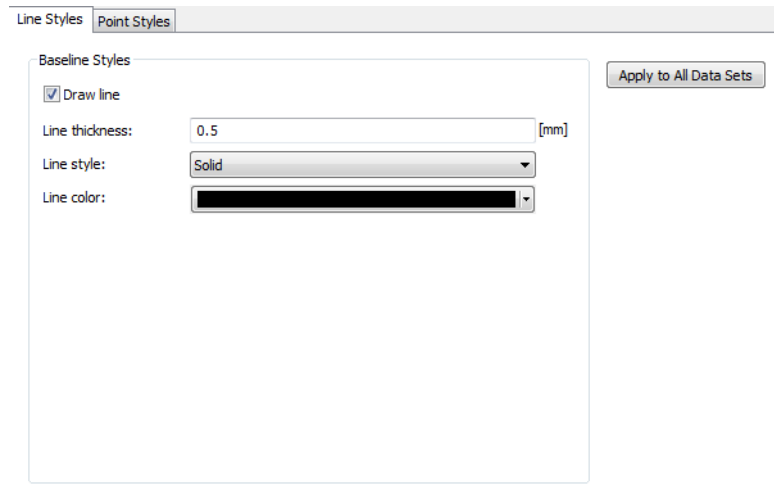 Line Styles
Point Styles
Baseline Styles
Apply to All Data Sets
Draw line
Line thickness:
0.5
[mm]
Line style:
Solid
Line color: